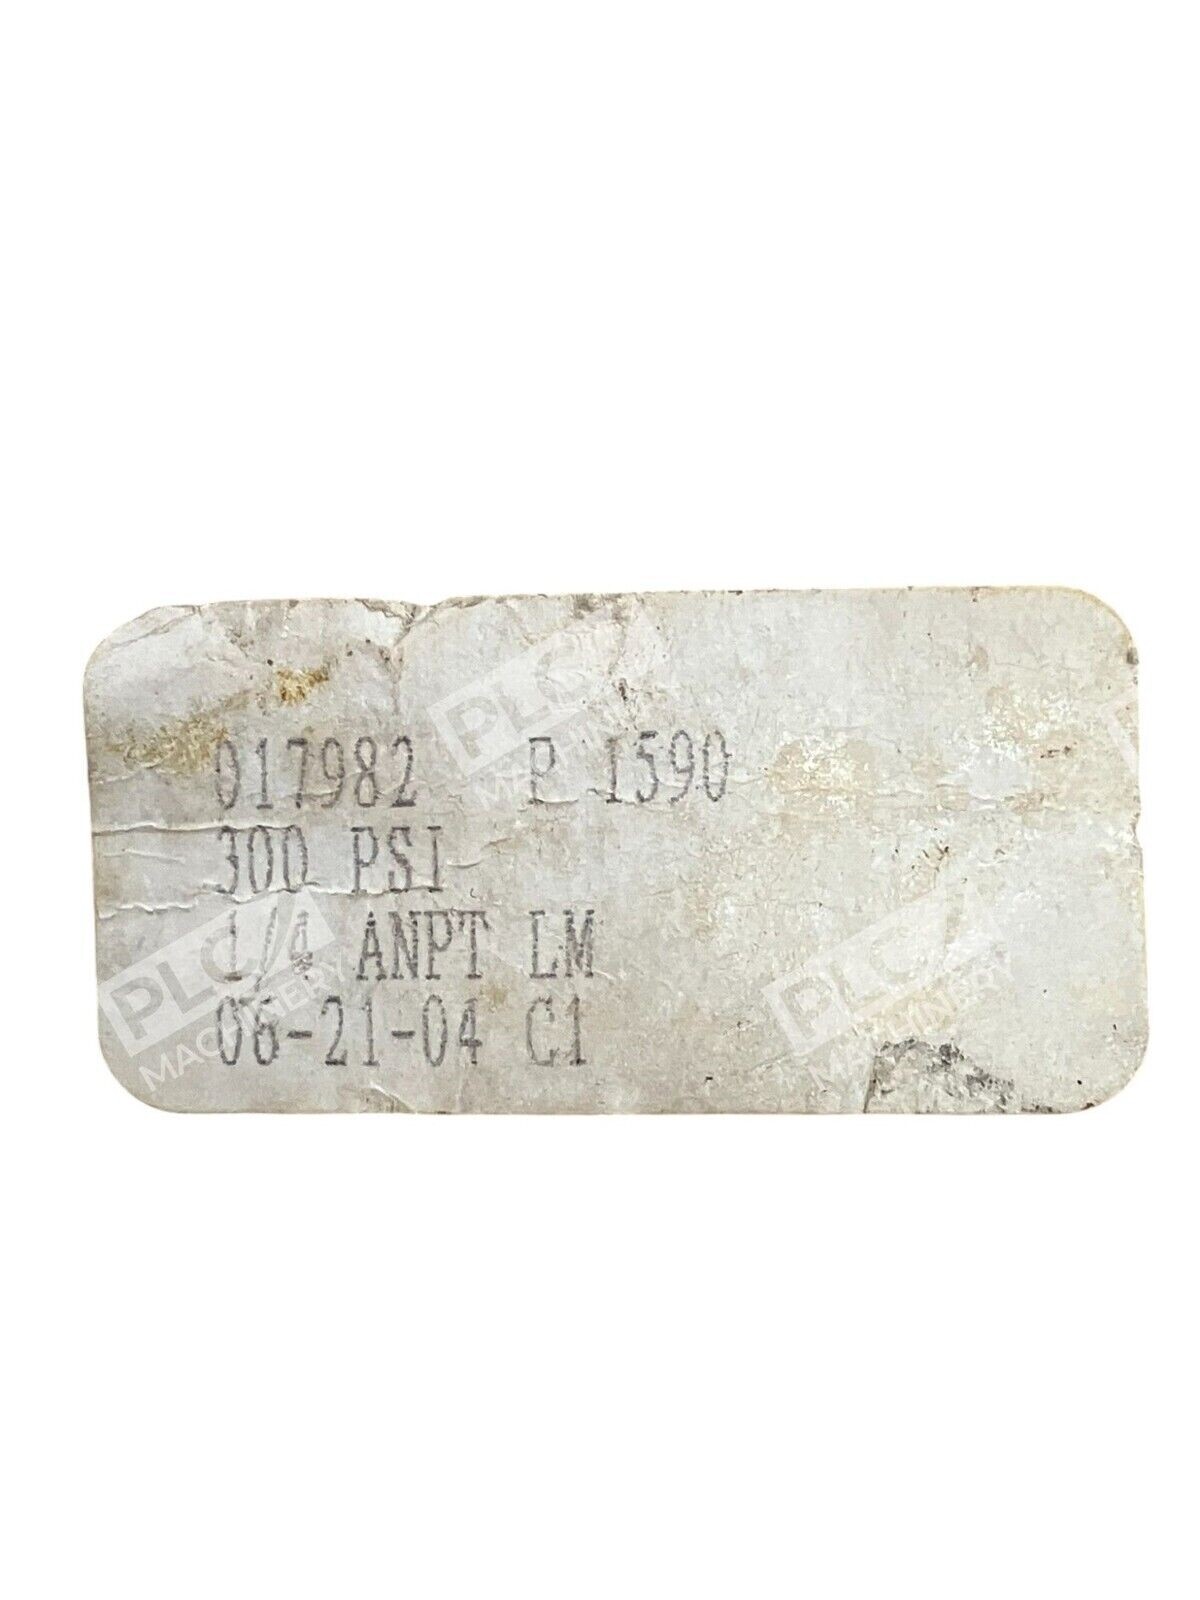 017982 P 1590
300 PSI
1/4 ANPT LM
06-21-04 C1
PLC
MACHINERY
PLC
MACHINERY
PLC
MACHINERY